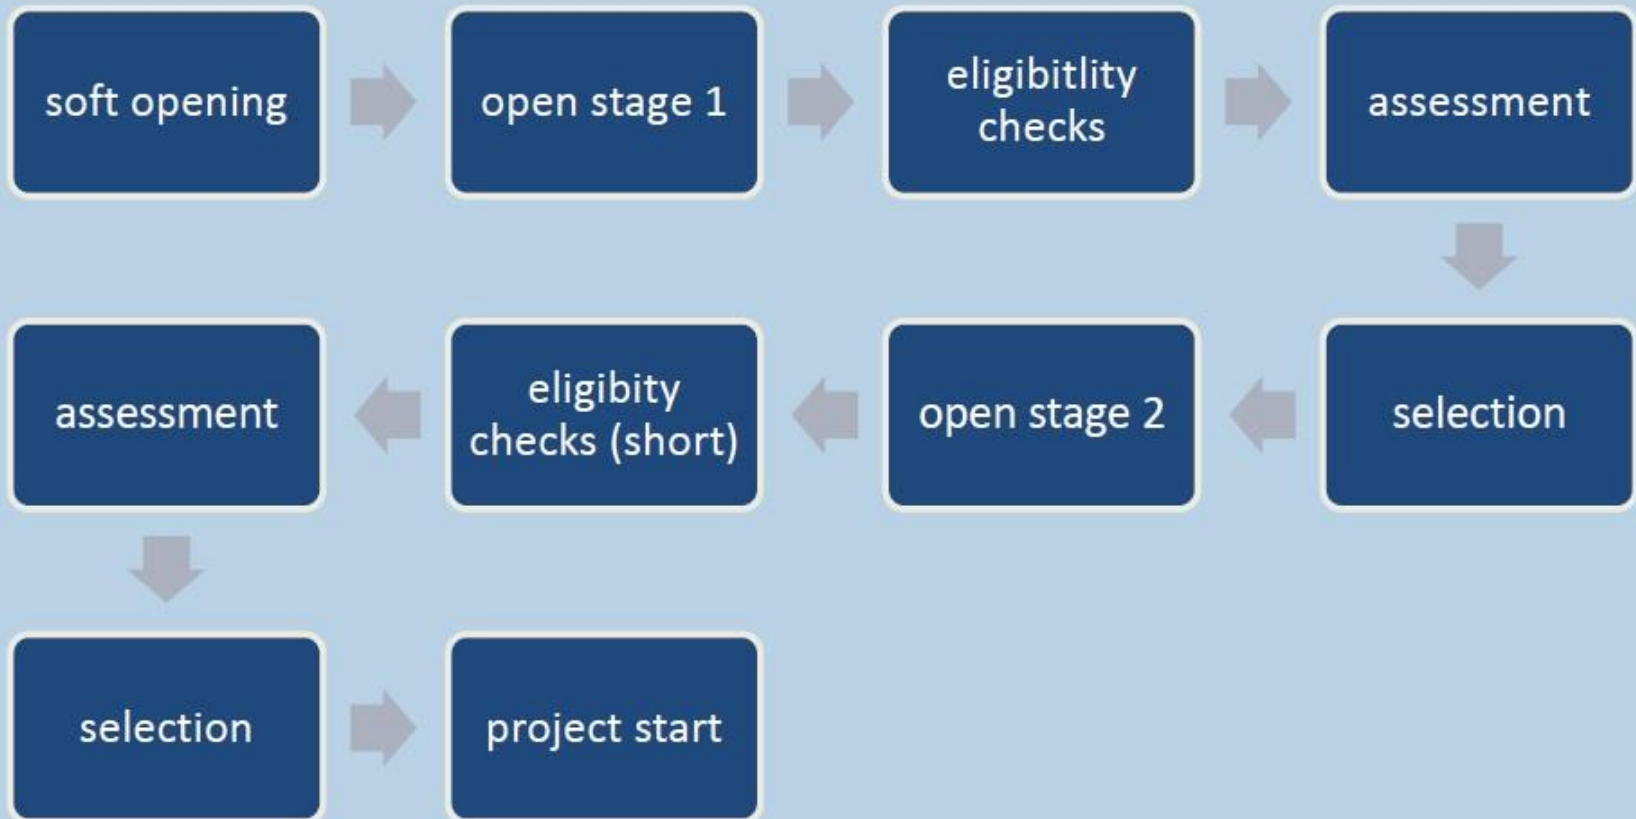 soft opening
open stage 1
eligibitlity
checks
assessment
selection
open stage 2
eligibity
checks (short)
assessment
selection
project start